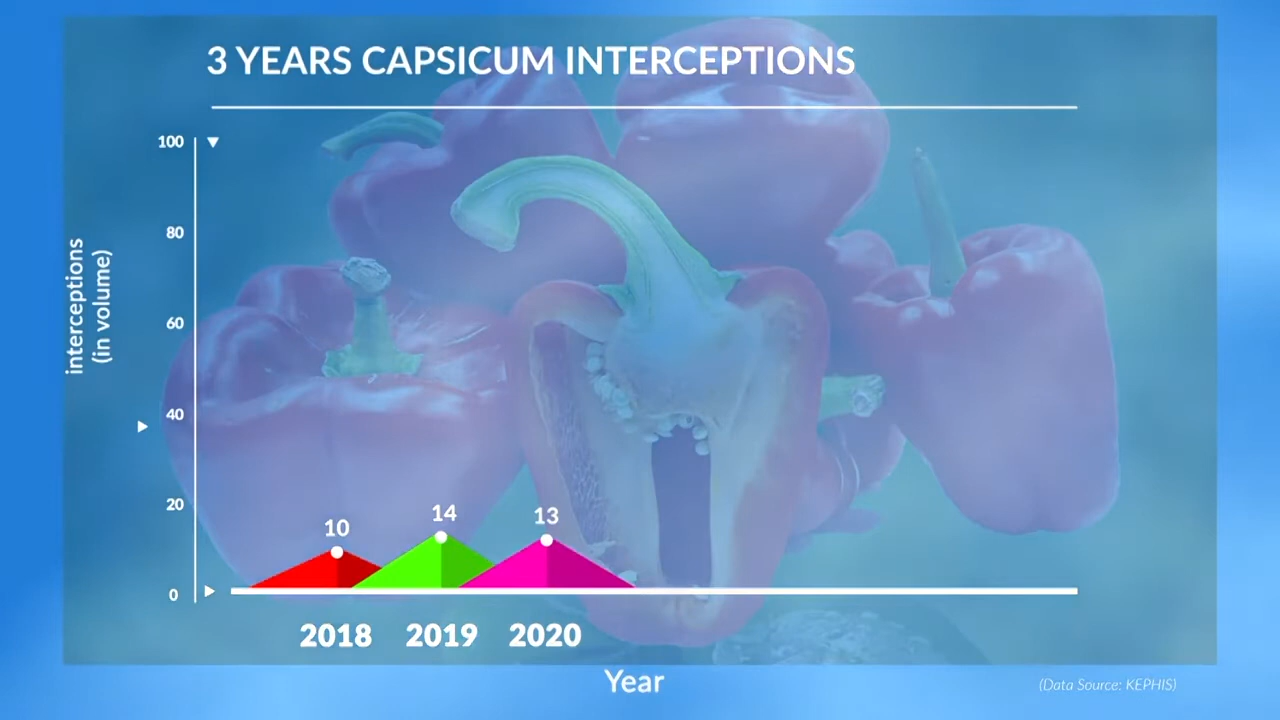 3 YEARS CAPSICUM INTERCEPTIONS
100
80
60
40
20
0
interceptions
(in volume)
10
14
13
2018 2019 2020
Year
(Data Source: KEPHIS)